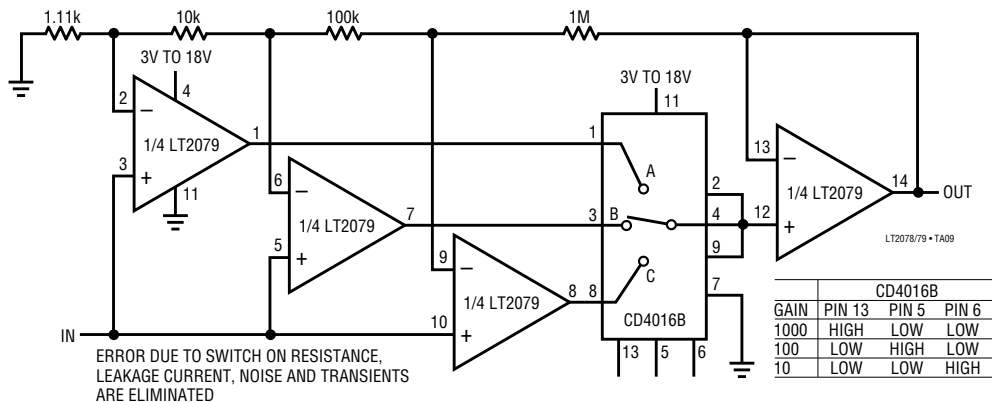 1.11k
10k
100k
1M
3V TO 18V
4
2
−
1/4 LT2079
1
3
+
11
3V TO 18V
11
1
A
6
−
1/4 LT2079
7
5
+
3
B
2
4
9
C
9
−
1/4 LT2079
8
8
10
+
CD4016B
7
13
5
6
13
−
1/4 LT2079
14
OUT
12
+
IN
LT2078/79 • TA09
ERROR DUE TO SWITCH ON RESISTANCE,
LEAKAGE CURRENT, NOISE AND TRANSIENTS
ARE ELIMINATED
CD4016B
GAIN PIN 13 PIN 5 PIN 6
1000 HIGH LOW LOW
100 LOW HIGH LOW
10 LOW LOW HIGH